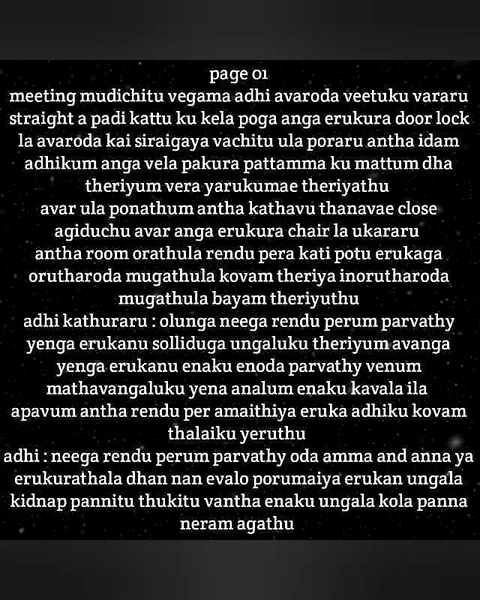 page 01
meeting mudichitu vegama adhi avaroda veetuku vararu
straight a padi kattu ku kela poga anga erukura door lock
la avaroda kai siraigaya vachitu ula poraru antha idam
adhikum anga vela pakura pattamma ku mattum dha
theriyum vera yarukumae theriyathu
avar ula ponathum antha kathavu thanavae close
agiduchu avar anga erukura chair la ukararu
antha room orathula rendu pera kati potu erukaga
orutharoda mugathula kovam theriya inorutharoda
mugathula bayam theriyuthu
adhi kathuraru : olunga neega rendu perum parvathy
yenga erukanu solliduga ungaluku theriyum avanga
yenga erukanu enaku enoda parvathy venum
mathavangaluku yena analum enaku kavala ila
apavum antha rendu per amaithiya eruka adhiku kovam
thalaiku yeruthu
adhi : neega rendu perum parvathy oda amma and anna ya
erukurathala dhan nan evalo porumaiya erukan ungala
kidnap pannitu thukitu vantha enaku ungala kola panna
neram agathu